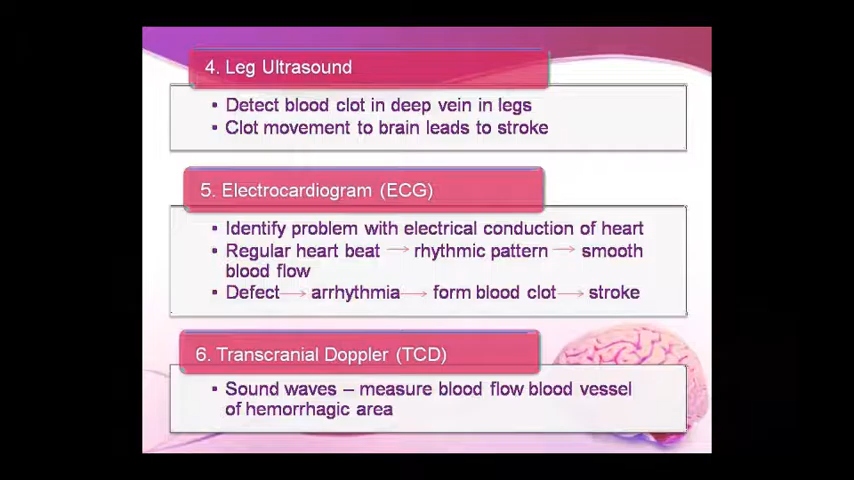 4. Leg Ultrasound
▪ Detect blood clot in deep vein in legs
▪ Clot movement to brain leads to stroke
5. Electrocardiogram (ECG)
▪ Identify problem with electrical conduction of heart
▪ Regular heart beat → rhythmic pattern → smooth
blood flow
▪ Defect → arrhythmia → form blood clot → stroke
6. Transcranial Doppler (TCD)
▪ Sound waves – measure blood flow blood vessel
of hemorrhagic area